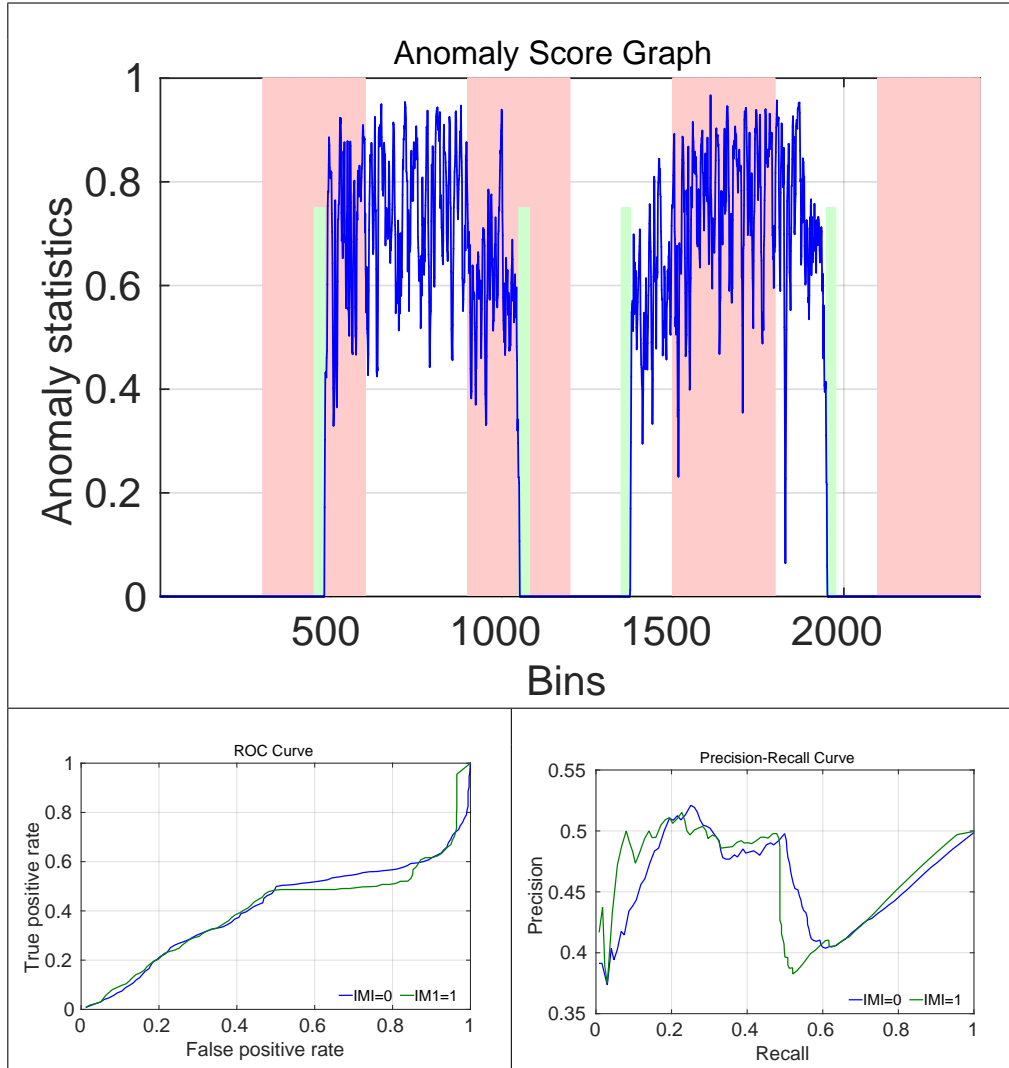 Anomaly Score Graph
Anomaly statistics
1
0.8
0.6
0.4
0.2
0
500 1000 1500 2000
Bins
ROC Curve
True positive rate
1
0.8
0.6
0.4
0.2
0
0 0.2 0.4 0.6 0.8 1
False positive rate
IMI=0 IM1=1
Precision-Recall Curve
Precision
0.55
0.5
0.45
0.4
0.35
0 0.2 0.4 0.6 0.8 1
Recall
IMI=0 IMI=1